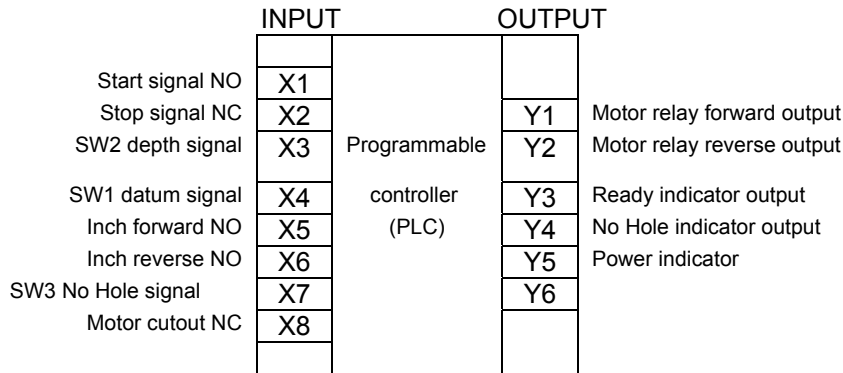 INPUT OUTPUT
Start signal NO X1
Stop signal NC X2 Y1 Motor relay forward output
SW2 depth signal X3 Programmable Y2 Motor relay reverse output
SW1 datum signal X4 controller Y3 Ready indicator output
Inch forward NO X5 (PLC) Y4 No Hole indicator output
Inch reverse NO X6 Y5 Power indicator
SW3 No Hole signal X7 Y6
Motor cutout NC X8